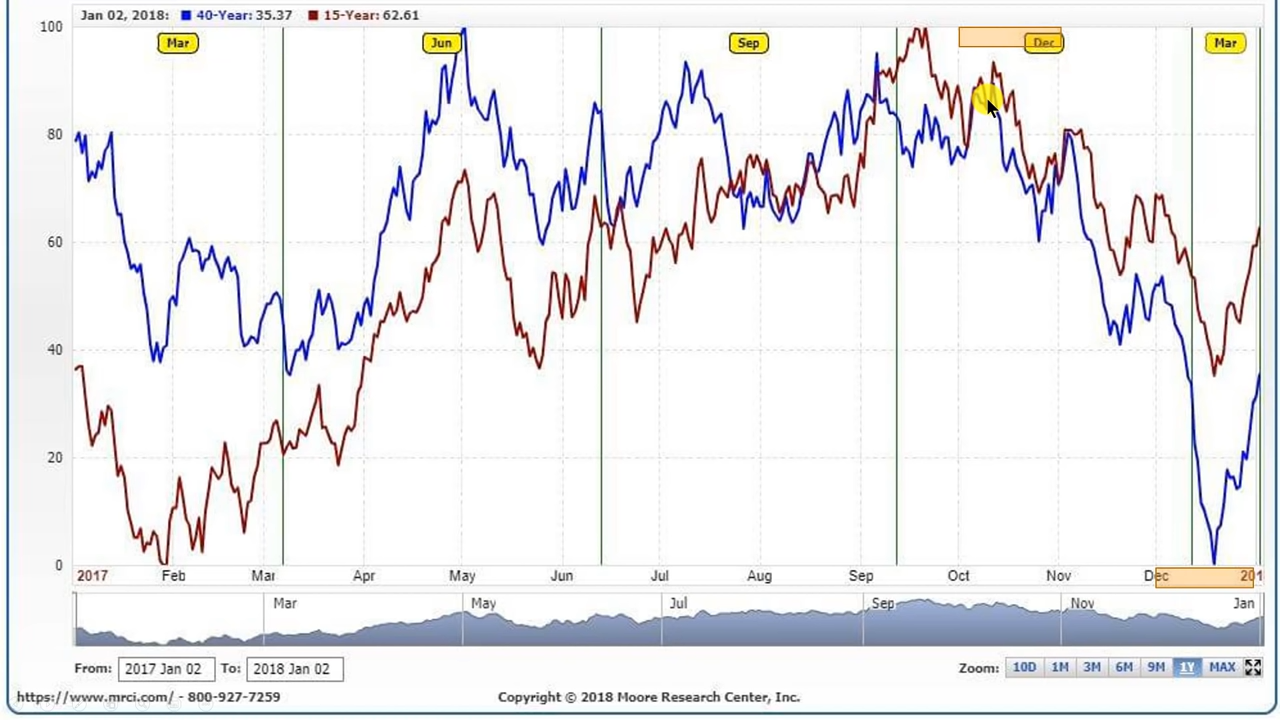 Jan 02, 2018: 40-Year: 35.37 15-Year: 62.61
100
Mar Jun Sep Dec Mar
80
60
40
20
0
2017 Feb Mar Apr May Jun Jul Aug Sep Oct Nov Dec 201
Mar May Jul Sep Nov Jan
From: 2017 Jan 02 To: 2018 Jan 02 Zoom: 10D 1M 3M 6M 9M 1Y MAX
https://www.mrci.com/ - 800-927-7259 Copyright © 2018 Moore Research Center, Inc.